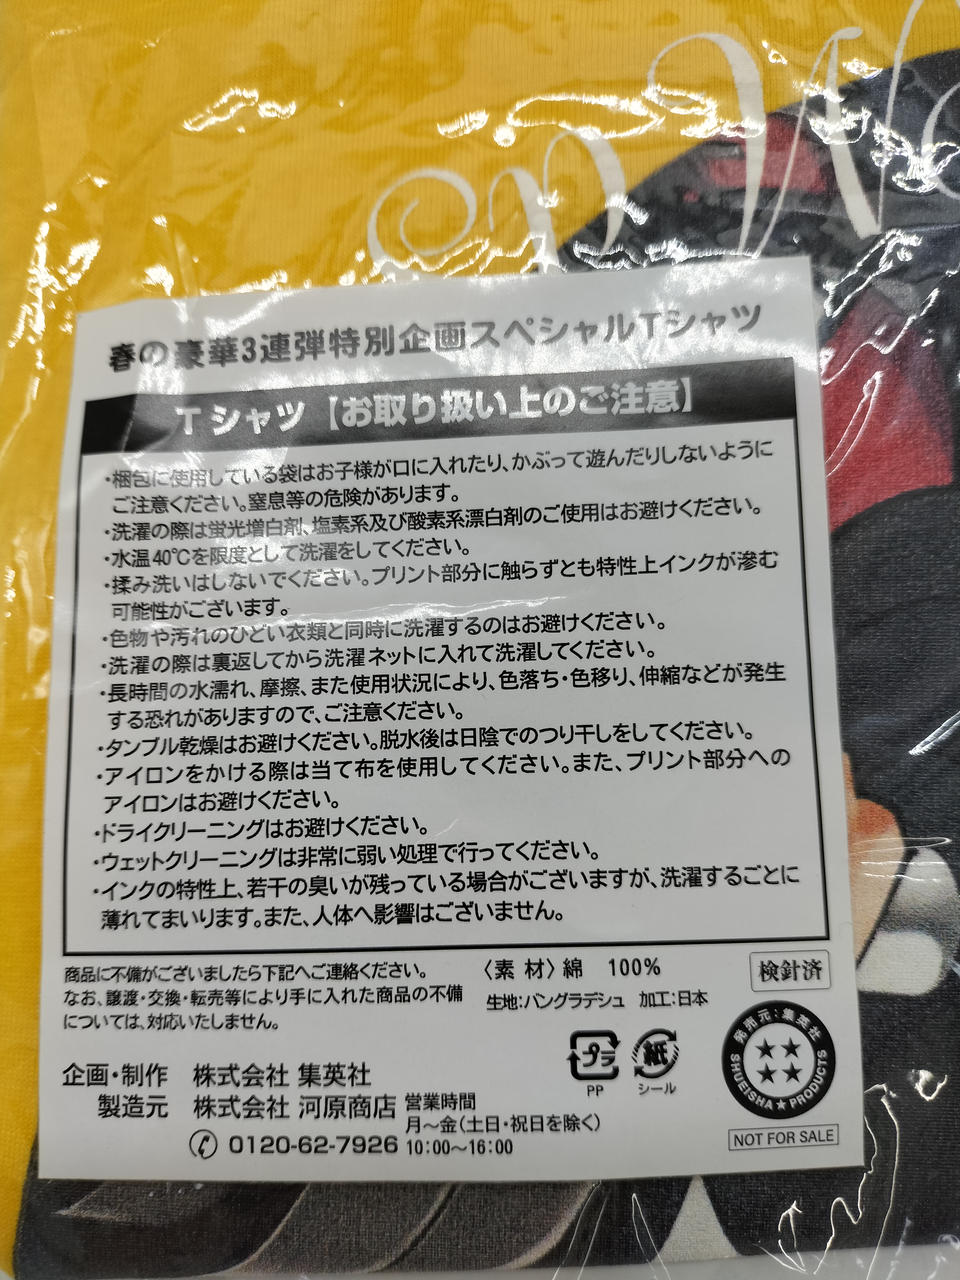 春の豪華3連弾特別企画スペシャルTシャツ
Tシャツ【お取り扱い上のご注意】
・梱包に使用している袋はお子様が口に入れたり、かぶって遊んだりしないように
ご注意ください。窒息等の危険があります。
・洗濯の際は蛍光増白剤、塩素系及び酸素系漂白剤のご使用はお避けください。
・水温40℃を限度として洗濯をしてください。
・揉み洗いはしないでください。プリント部分に触らずとも特性上インクが滲む
可能性がございます。
・色物や汚れのひどい衣類と同時に洗濯するのはお避けください。
・洗濯の際は裏返してから洗濯ネットに入れて洗濯してください。
・長時間の水濡れ、摩擦、また使用状況により、色落ち・色移り、伸縮などが発生
する恐れがありますので、ご注意ください。
・タンブル乾燥はお避けください。脱水後は日陰でのつり干しをしてください。
・アイロンをかける際は当て布を使用してください。また、プリント部分への
アイロンはお避けください。
・ドライクリーニングはお避けください。
・ウェットクリーニングは非常に弱い処理で行ってください。
・インクの特性上、若干の臭いが残っている場合がございますが、洗濯するごとに
薄れてまいります。また、人体へ影響はございません。
商品に不備がございましたら下記へご連絡ください。
なお、譲渡・交換・転売等により手に入れた商品の不備
については、対応いたしません。
〈素 材〉綿 100%
生地:バングラデシュ 加工:日本
検針済
プラ
PP
紙
シール
発売元:集英社
SHUEISHA★PRODUCTS
NOT FOR SALE
企画・制作 株式会社 集英社
製造元 株式会社 河原商店
0120-62-7926
営業時間
月〜金(土日・祝日を除く)
10:00〜16:00